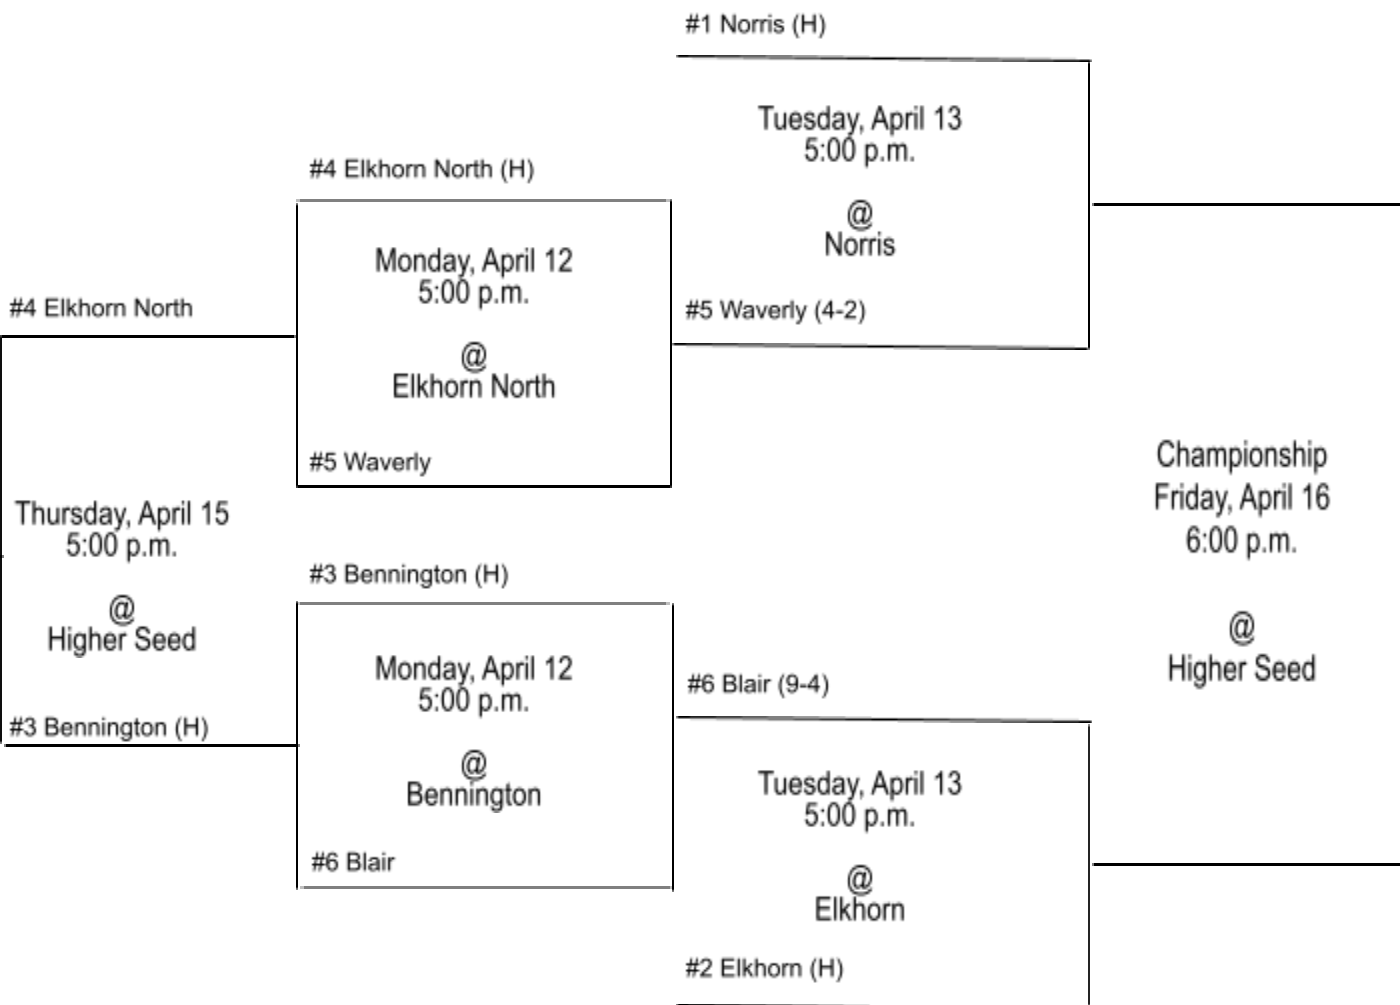 #1 Norris (H)
Tuesday, April 13
5:00 p.m.
@
Norris
#5 Waverly (4-2)
#4 Elkhorn North (H)
Monday, April 12
5:00 p.m.
@
Elkhorn North
#5 Waverly
#4 Elkhorn North
Thursday, April 15
5:00 p.m.
@
Higher Seed
#3 Bennington (H)
#3 Bennington (H)
Monday, April 12
5:00 p.m.
@
Bennington
#6 Blair
#6 Blair (9-4)
Tuesday, April 13
5:00 p.m.
@
Elkhorn
#2 Elkhorn (H)
Championship
Friday, April 16
6:00 p.m.
@
Higher Seed